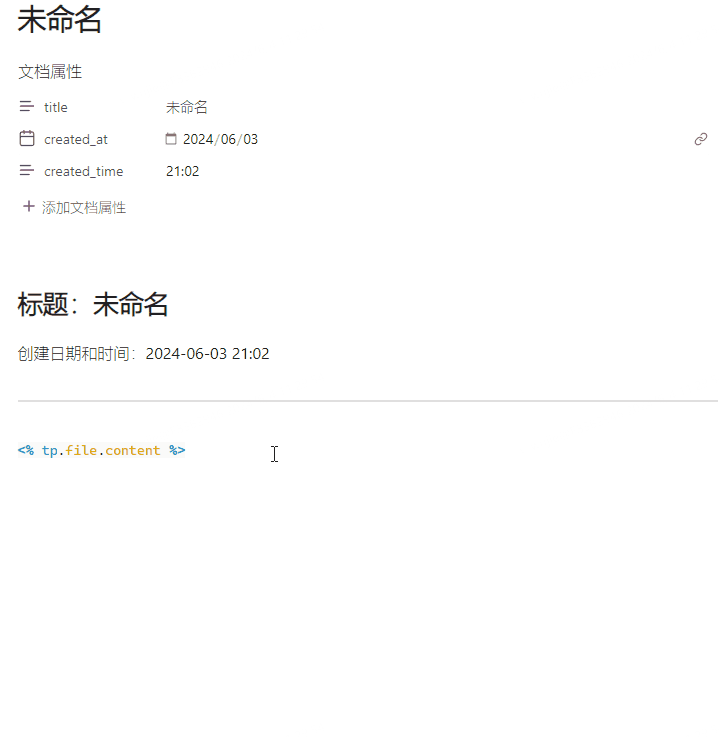 未命名
文档属性
title 未命名
created_at 2024/06/03
created_time 21:02
添加文档属性
标题：未命名
创建日期和时间：2024-06-03 21:02
<% tp.file.content %>